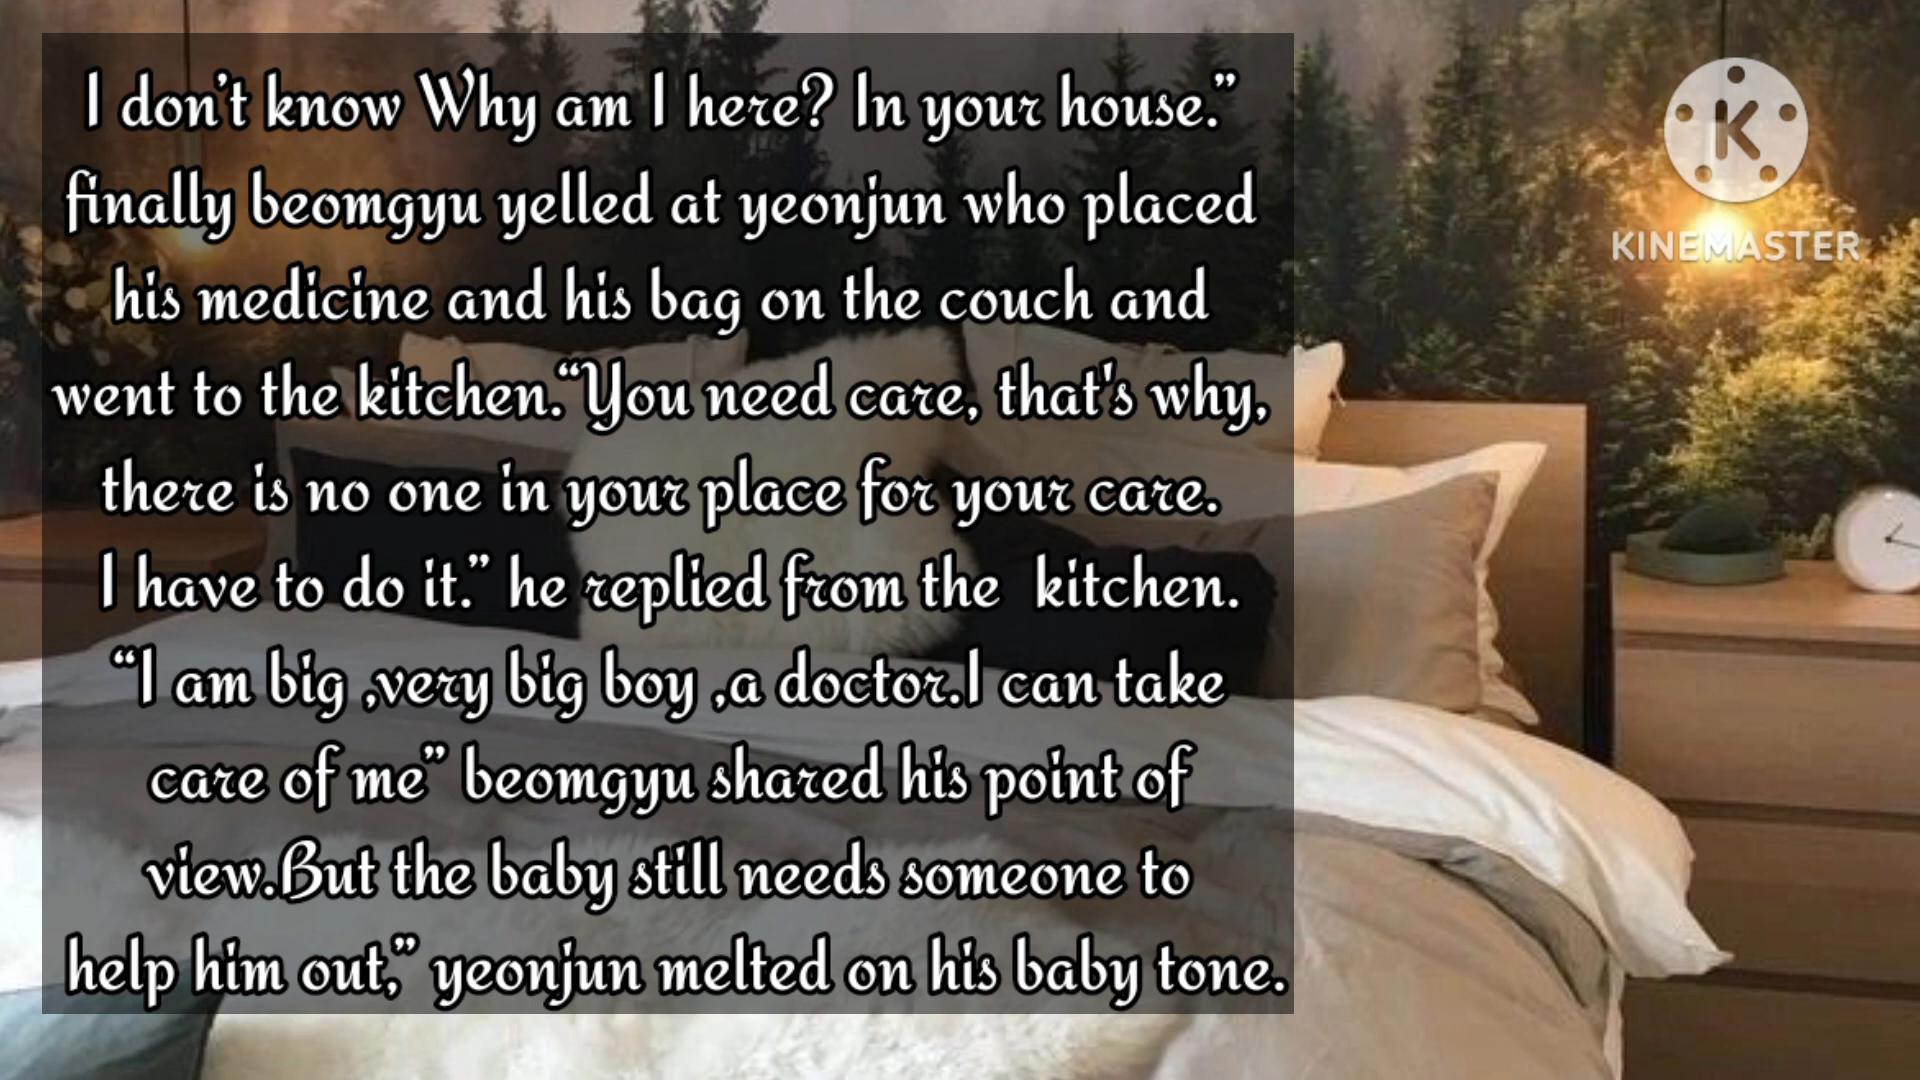 I don't know Why am I here? In your house.”
finally beomgyu yelled at yeonjun who placed
his medicine and his bag on the couch and
went to the kitchen.“You need care, that's why,
there is no one in your place for your care.
I have to do it.” he replied from the kitchen.
“I am big ,very big boy ,a doctor.I can take
care of me” beomgyu shared his point of
view.But the baby still needs someone to
help him out,” yeonjun melted on his baby tone.
K
KINEMASTER